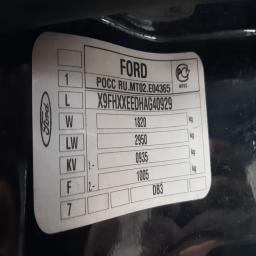 FORD
1 POCC RU.MT02.E04365
L X9FHXXEEDHAG40929
W 1820 kg
LW 2950 kg
KV 1- 0935 kg
F 2- 1005 kg
7 DB3
Ford